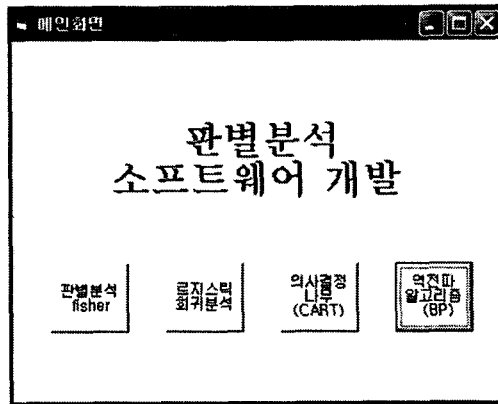 메인화면
판별분석
소프트웨어 개발
판별분석
fisher
로지스틱
회귀분석
의사결정
나무
(CART)
역전파
알고리즘
(BP)